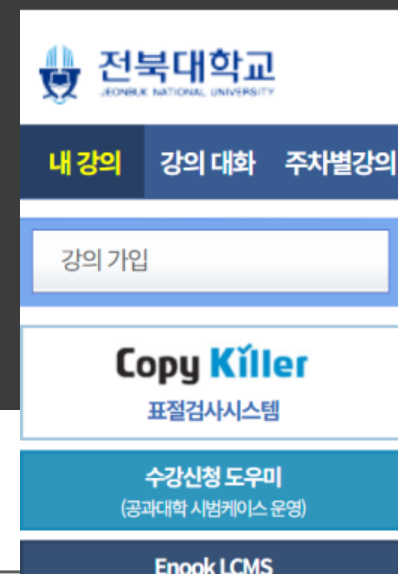 전북대학교
JEONBUK NATIONAL UNIVERSITY
내 강의 강의 대화 주차별강의
강의 가입
Copy Killer
표절검사시스템
수강신청 도우미
(공과대학 시범케이스 운영)
Enook LCMS